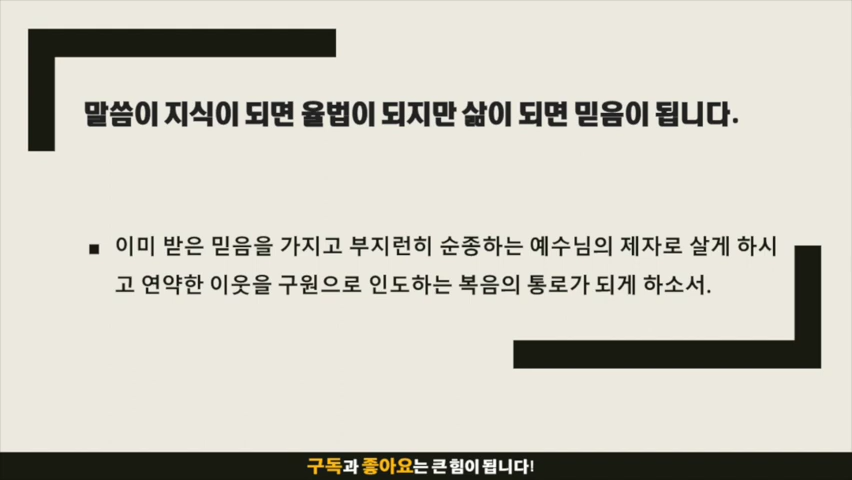 말씀이 지식이 되면 율법이 되지만 삶이 되면 믿음이 됩니다.
■ 이미 받은 믿음을 가지고 부지런히 순종하는 예수님의 제자로 살게 하시
고 연약한 이웃을 구원으로 인도하는 복음의 통로가 되게 하소서.
구독과 좋아요는 큰 힘이 됩니다!